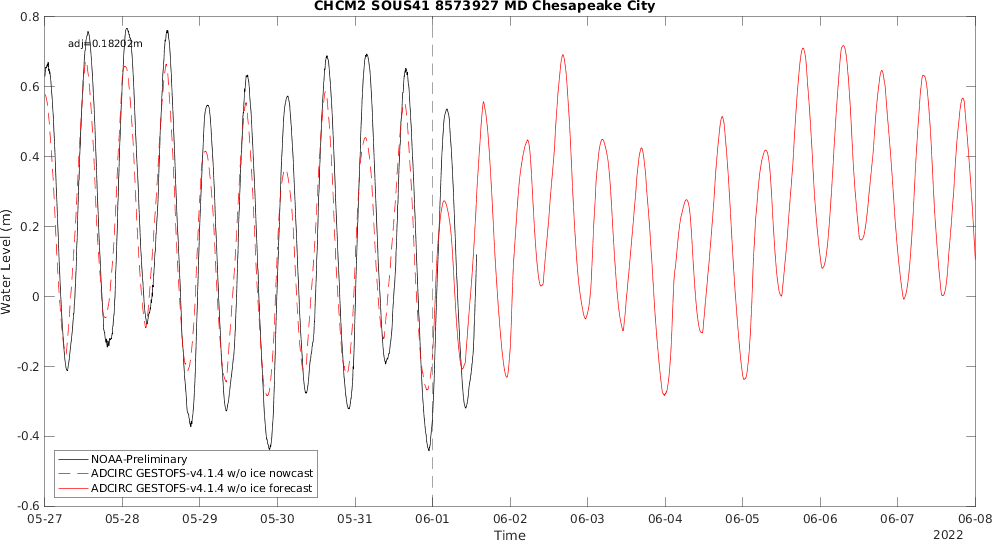 CHCM2 SOUS41 8573927 MD Chesapeake City
adj=0.18202m
0.8
0.6
0.4
0.2
0
-0.2
-0.4
-0.6
Water Level (m)
NOAA-Preliminary
ADCIRC GESTOFS-v4.1.4 w/o ice nowcast
ADCIRC GESTOFS-v4.1.4 w/o ice forecast
05-27 05-28 05-29 05-30 05-31 06-01 06-02 06-03 06-04 06-05 06-06 06-07 06-08
Time
2022